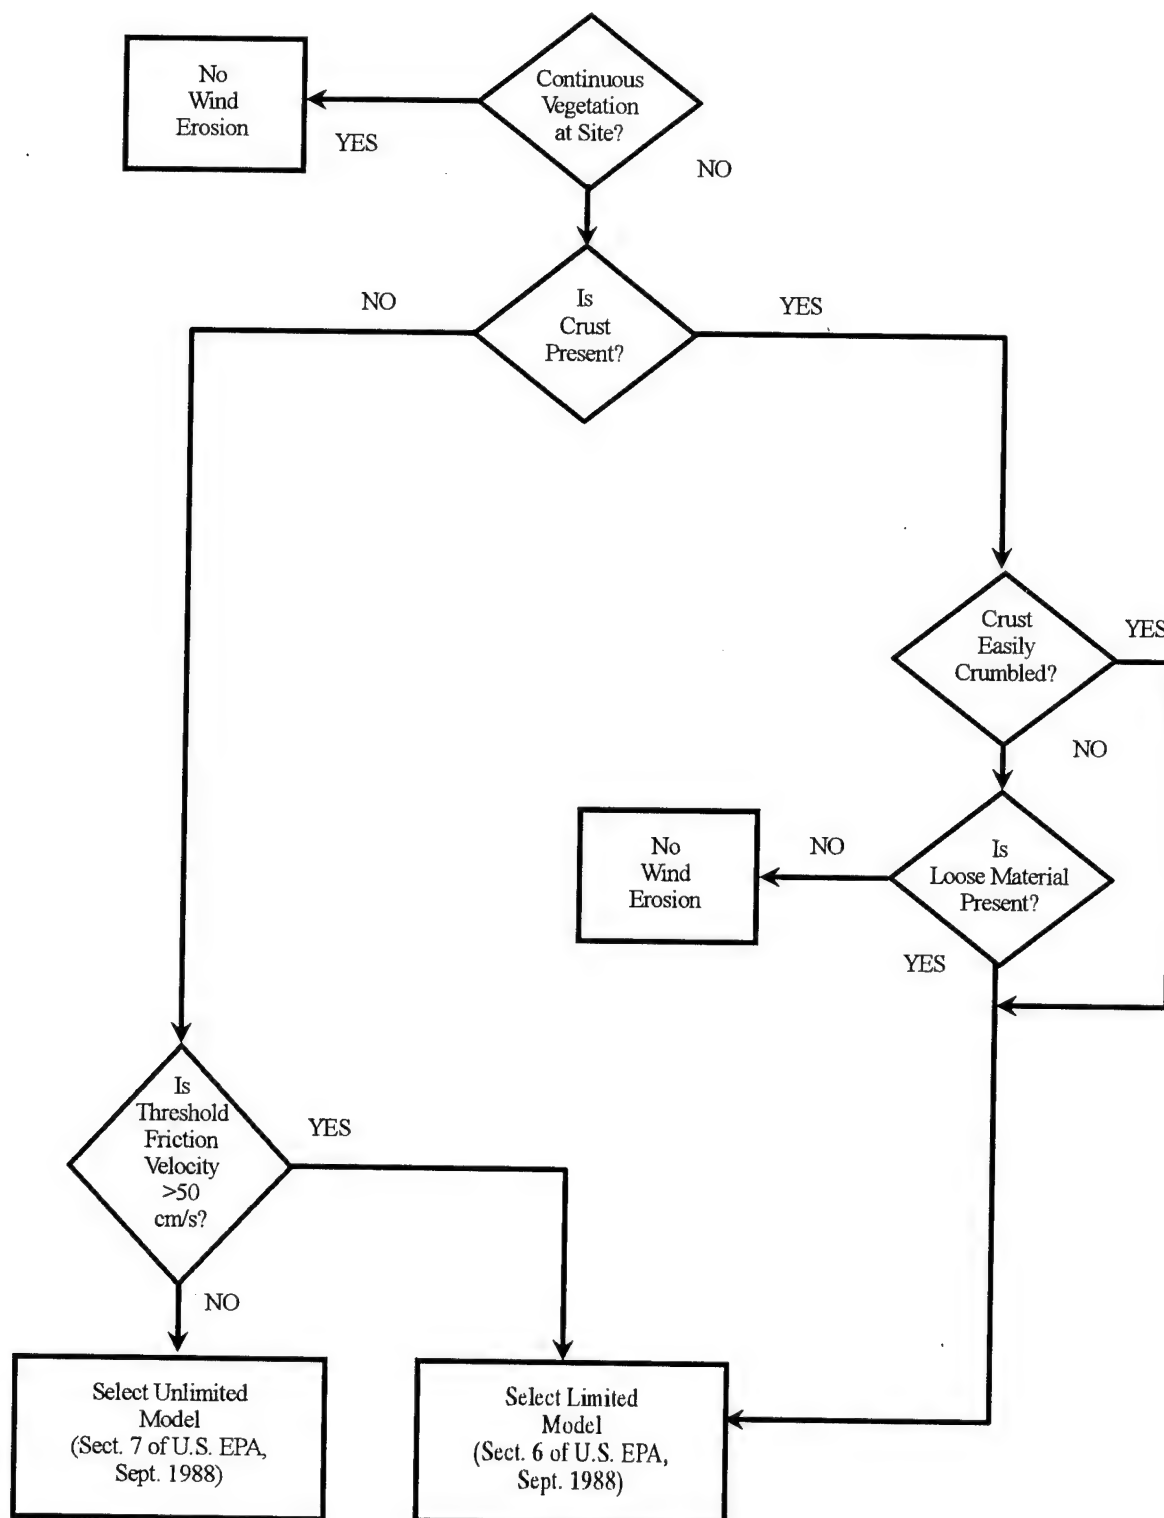 No
Wind
Erosion
YES
Continuous
Vegetation
at Site?
NO
NO
Is
Crust
Present?
YES
Crust
Easily
Crumbled?
YES
NO
No
Wind
Erosion
NO
Is
Loose Material
Present?
YES
Is
Threshold
Friction
Velocity
>50
cm/s?
YES
NO
Select Unlimited
Model
(Sect. 7 of U.S. EPA,
Sept. 1988)
Select Limited
Model
(Sect. 6 of U.S. EPA,
Sept. 1988)